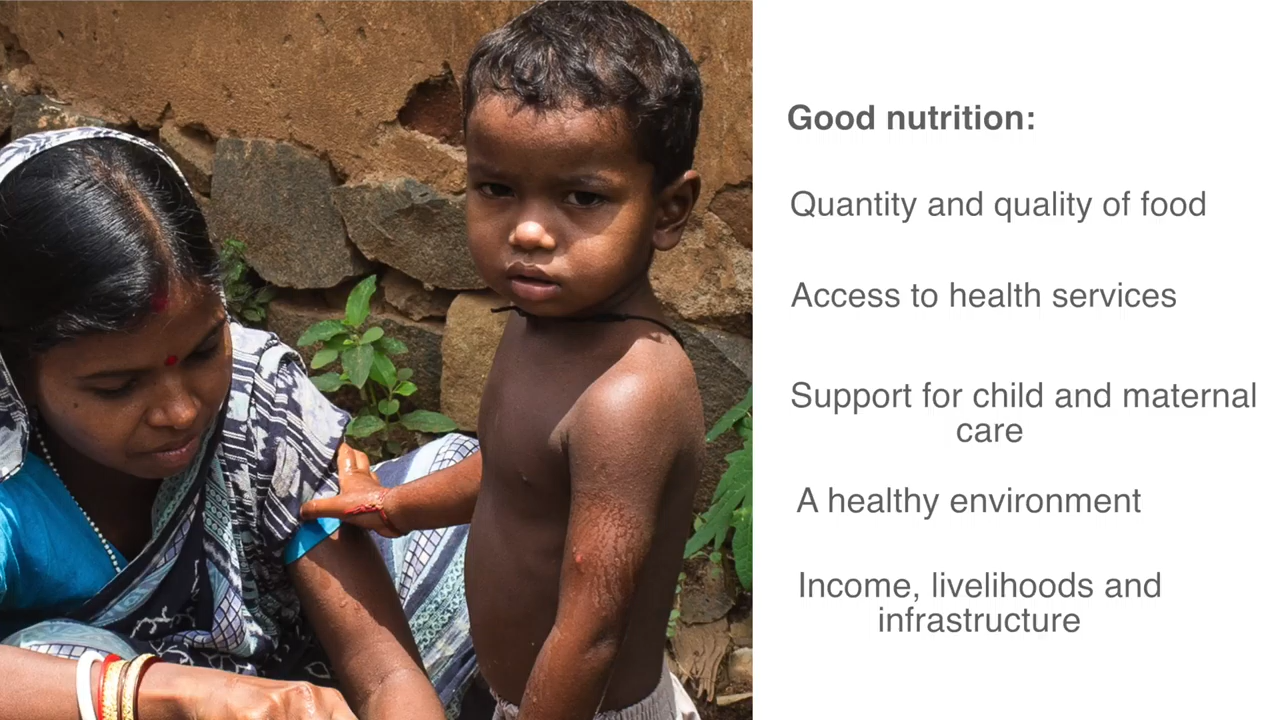 Good nutrition:
Quantity and quality of food
Access to health services
Support for child and maternal
care
A healthy environment
Income, livelihoods and
infrastructure